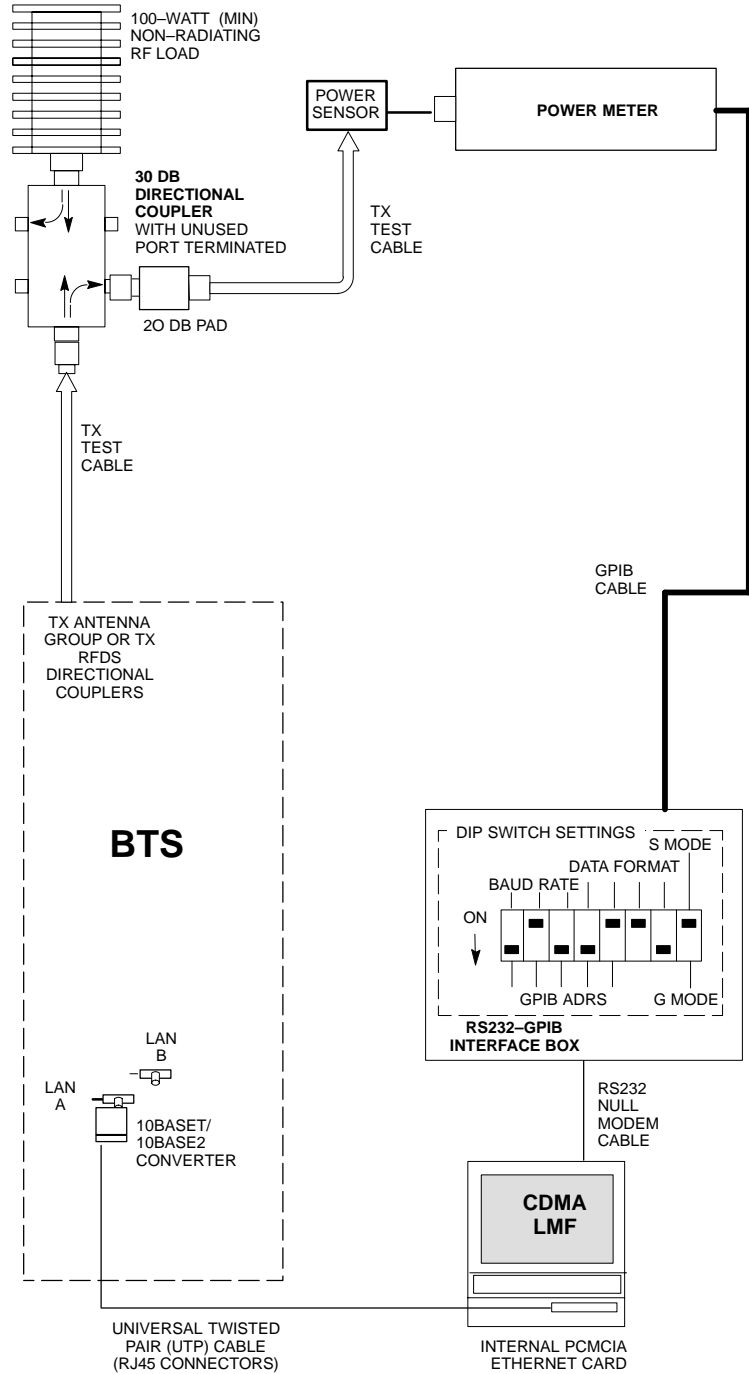 100–WATT (MIN)
NON–RADIATING
RF LOAD
POWER
SENSOR
POWER METER
30 DB
DIRECTIONAL
COUPLER
WITH UNUSED
PORT TERMINATED
TX
TEST
CABLE
2O DB PAD
TX
TEST
CABLE
GPIB
CABLE
TX ANTENNA
GROUP OR TX
RFDS
DIRECTIONAL
COUPLERS
BTS
DIP SWITCH SETTINGS
S MODE
DATA FORMAT
BAUD RATE
ON
GPIB ADRS
G MODE
RS232–GPIB
INTERFACE BOX
LAN
B
LAN
A
10BASET/
10BASE2
CONVERTER
RS232
NULL
MODEM
CABLE
CDMA
LMF
UNIVERSAL TWISTED
PAIR (UTP) CABLE
(RJ45 CONNECTORS)
INTERNAL PCMCIA
ETHERNET CARD